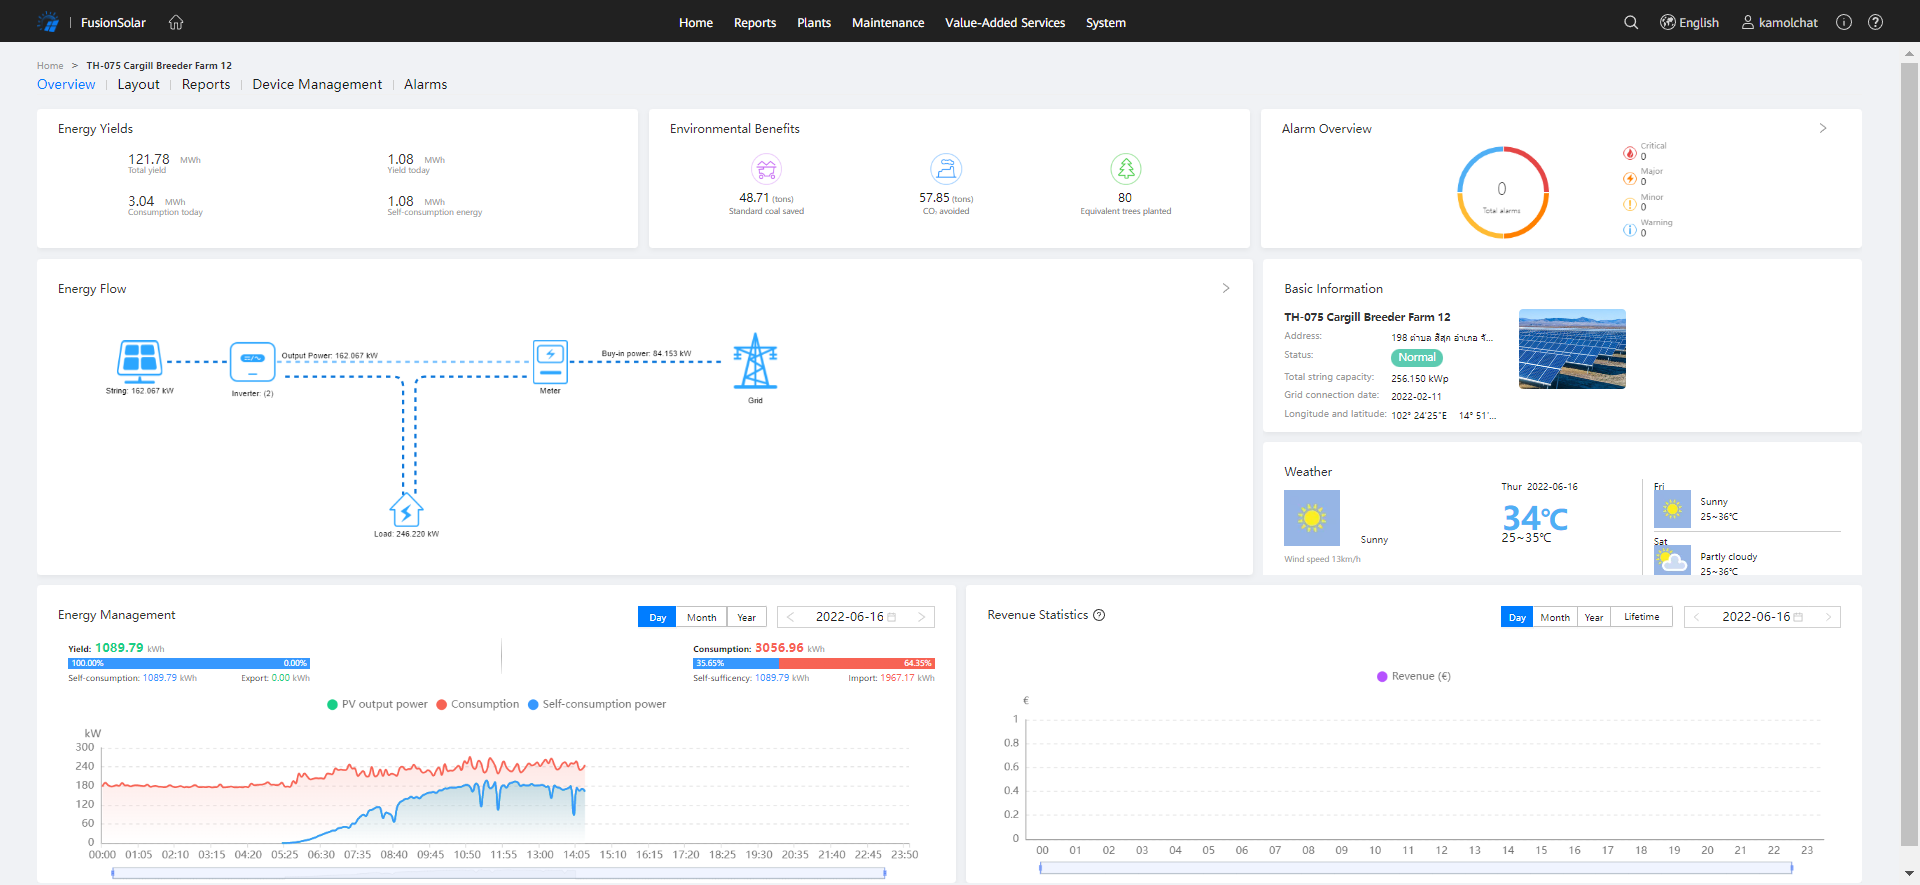 FusionSolar
Home Reports Plants Maintenance Value-Added Services System
English kamolchat
Home > TH-075 Cargill Breeder Farm 12
Overview Layout Reports Device Management Alarms
Energy Yields
121.78 MWh
Total yield
1.08 MWh
Yield today
3.04 MWh
Consumption today
1.08 MWh
Self-consumption energy
Environmental Benefits
48.71 (tons)
Standard coal saved
57.85 (tons)
CO₂ avoided
80
Equivalent trees planted
Alarm Overview
0
Total alarms
Critical
0
Major
0
Minor
0
Warning
0
Energy Flow
String: 162.067 kW
Inverter: (2)
Output Power: 162.067 kW
Meter
Buy-in power: 84.153 kW
Grid
Load: 246.220 kW
Basic Information
TH-075 Cargill Breeder Farm 12
Address: 198 ตำบล สีสุก อำเภอ จั...
Status: Normal
Total string capacity: 256.150 kWp
Grid connection date: 2022-02-11
Longitude and latitude: 102° 24'25"E 14° 51'...
Weather
Sunny
Wind speed 13km/h
Thur 2022-06-16
34℃
25~35℃
Fri
Sunny
25~36℃
Sat
Partly cloudy
25~36℃
Energy Management
Day Month Year
2022-06-16
Yield: 1089.79 kWh
100.00% 0.00%
Self-consumption: 1089.79 kWh Export: 0.00 kWh
Consumption: 3056.96 kWh
35.65% 64.35%
Self-sufficency: 1089.79 kWh Import: 1967.17 kWh
PV output power Consumption Self-consumption power
kW
300
240
180
120
60
0
00:00 01:05 02:10 03:15 04:20 05:25 06:30 07:35 08:40 09:45 10:50 11:55 13:00 14:05 15:10 16:15 17:20 18:25 19:30 20:35 21:40 22:45 23:50
Revenue Statistics
Day Month Year Lifetime
2022-06-16
Revenue (€)
€
1
0.8
0.6
0.4
0.2
0
00 01 02 03 04 05 06 07 08 09 10 11 12 13 14 15 16 17 18 19 20 21 22 23